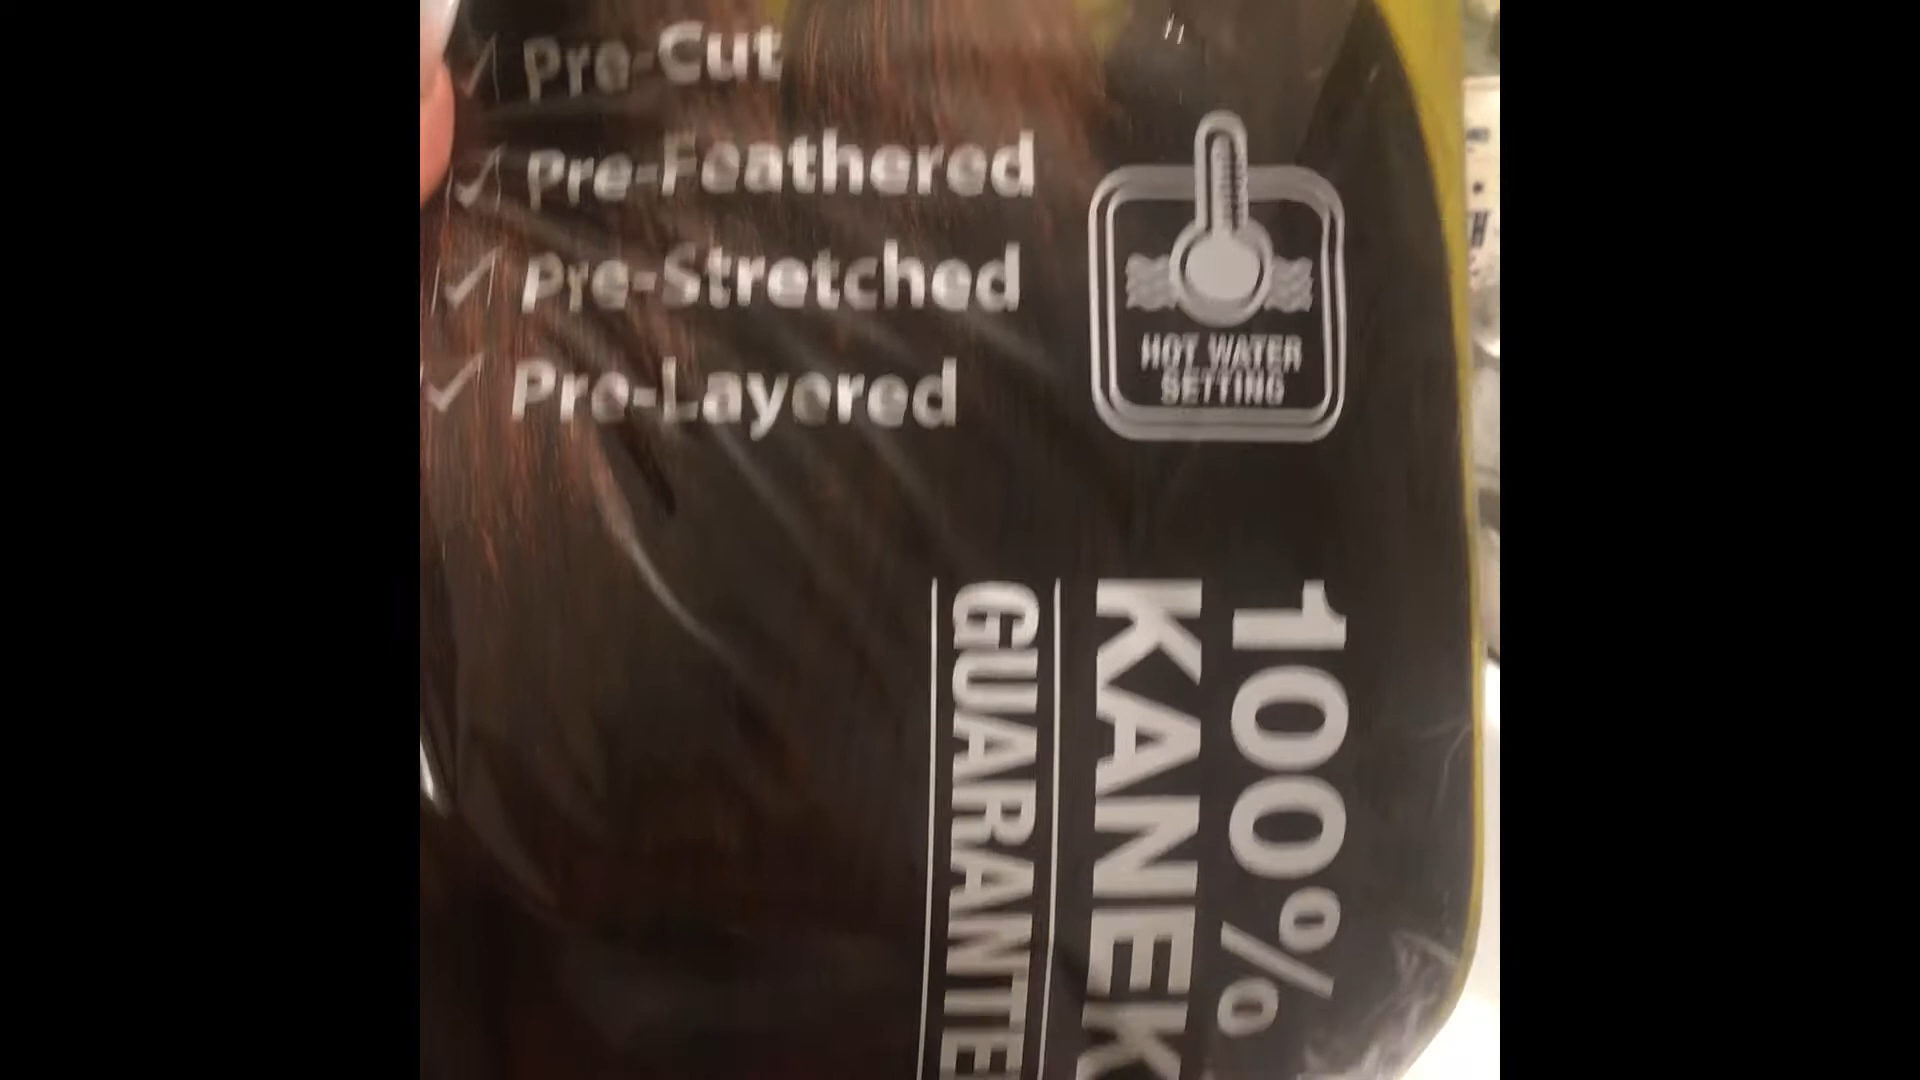 Pre-Cut
Pre-Feathered
Pre-Stretched
Pre-Layered
HOT WATER
SETTING
100%
KANEK
GUARANTE